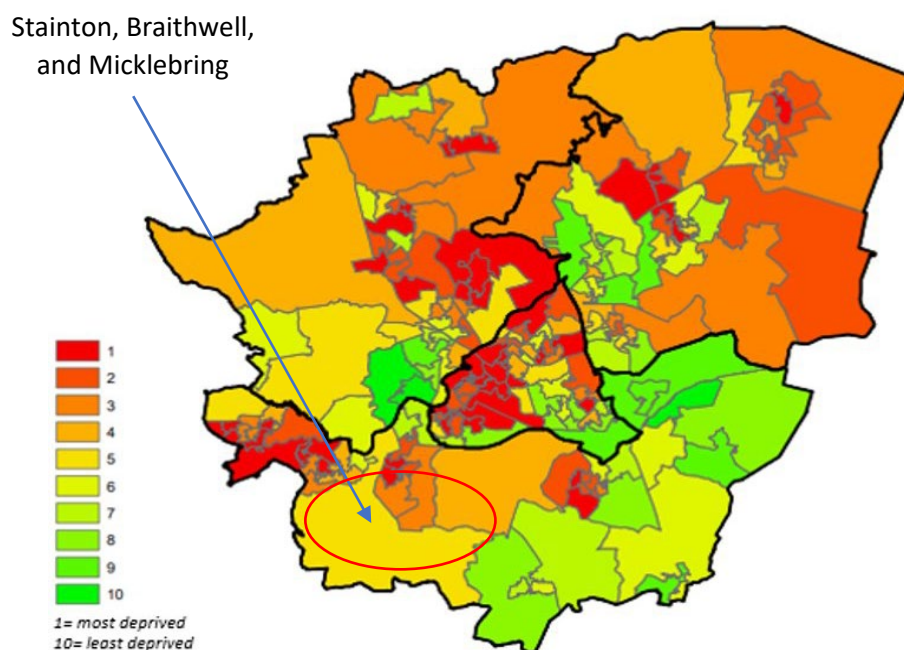 Stainton, Braithwell,
and Micklebring
1
2
3
4
5
6
7
8
9
10
1= most deprived
10= least deprived